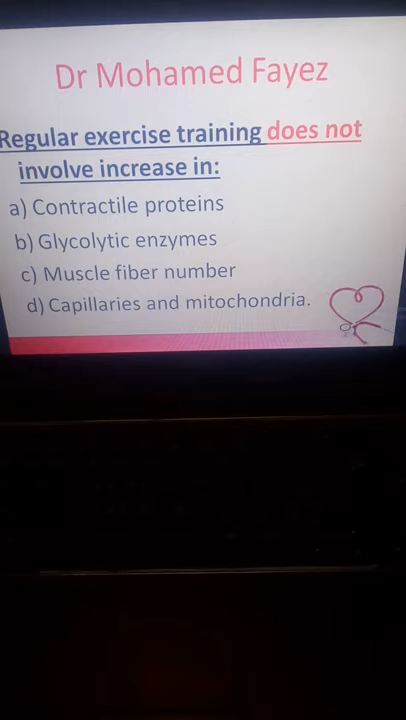 Dr Mohamed Fayez
Regular exercise training does not
involve increase in:
a) Contractile proteins
b) Glycolytic enzymes
c) Muscle fiber number
d) Capillaries and mitochondria.